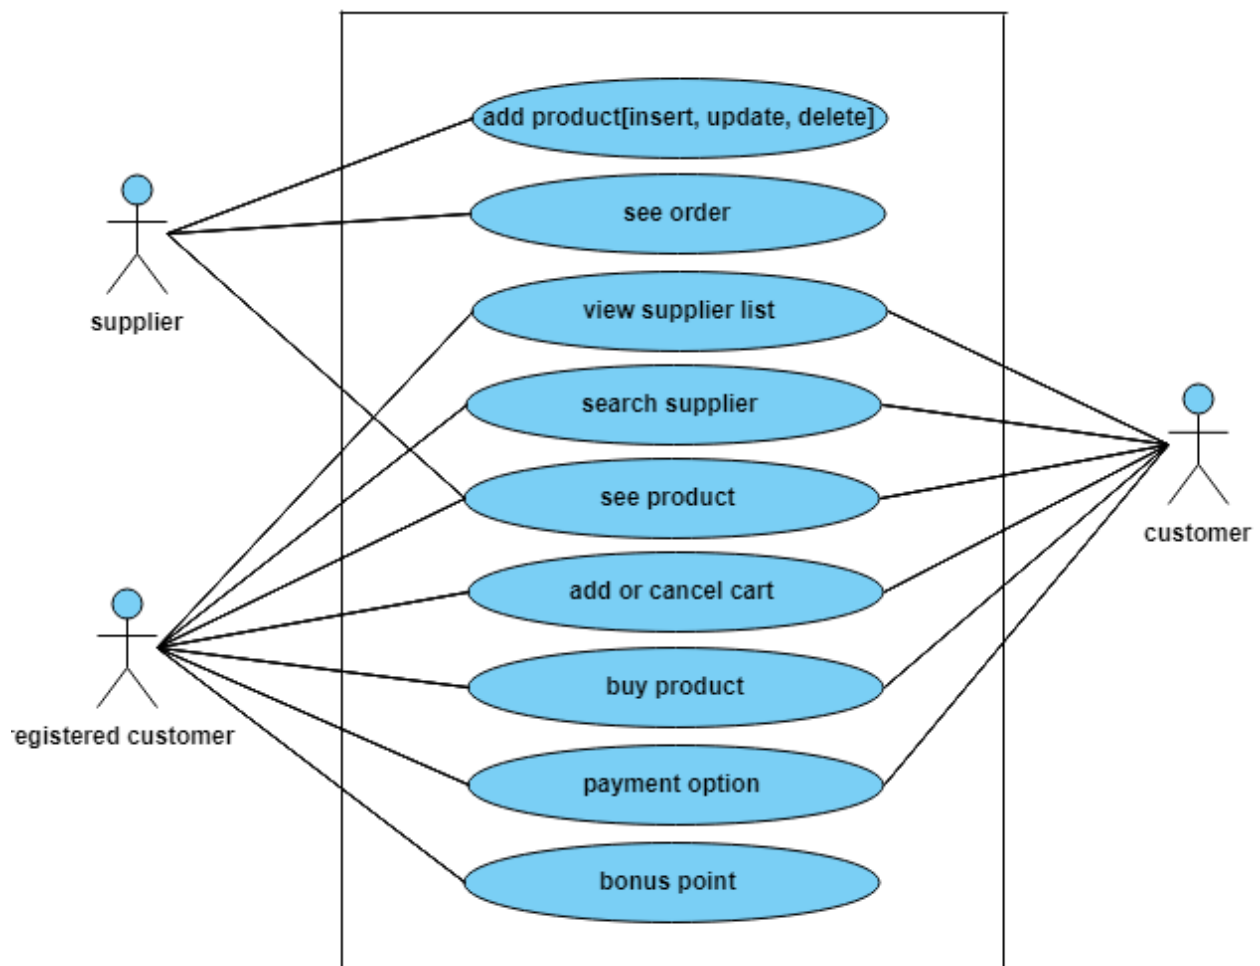 add product[insert, update, delete]
see order
supplier
view supplier list
search supplier
see product
customer
add or cancel cart
buy product
egistered customer
payment option
bonus point